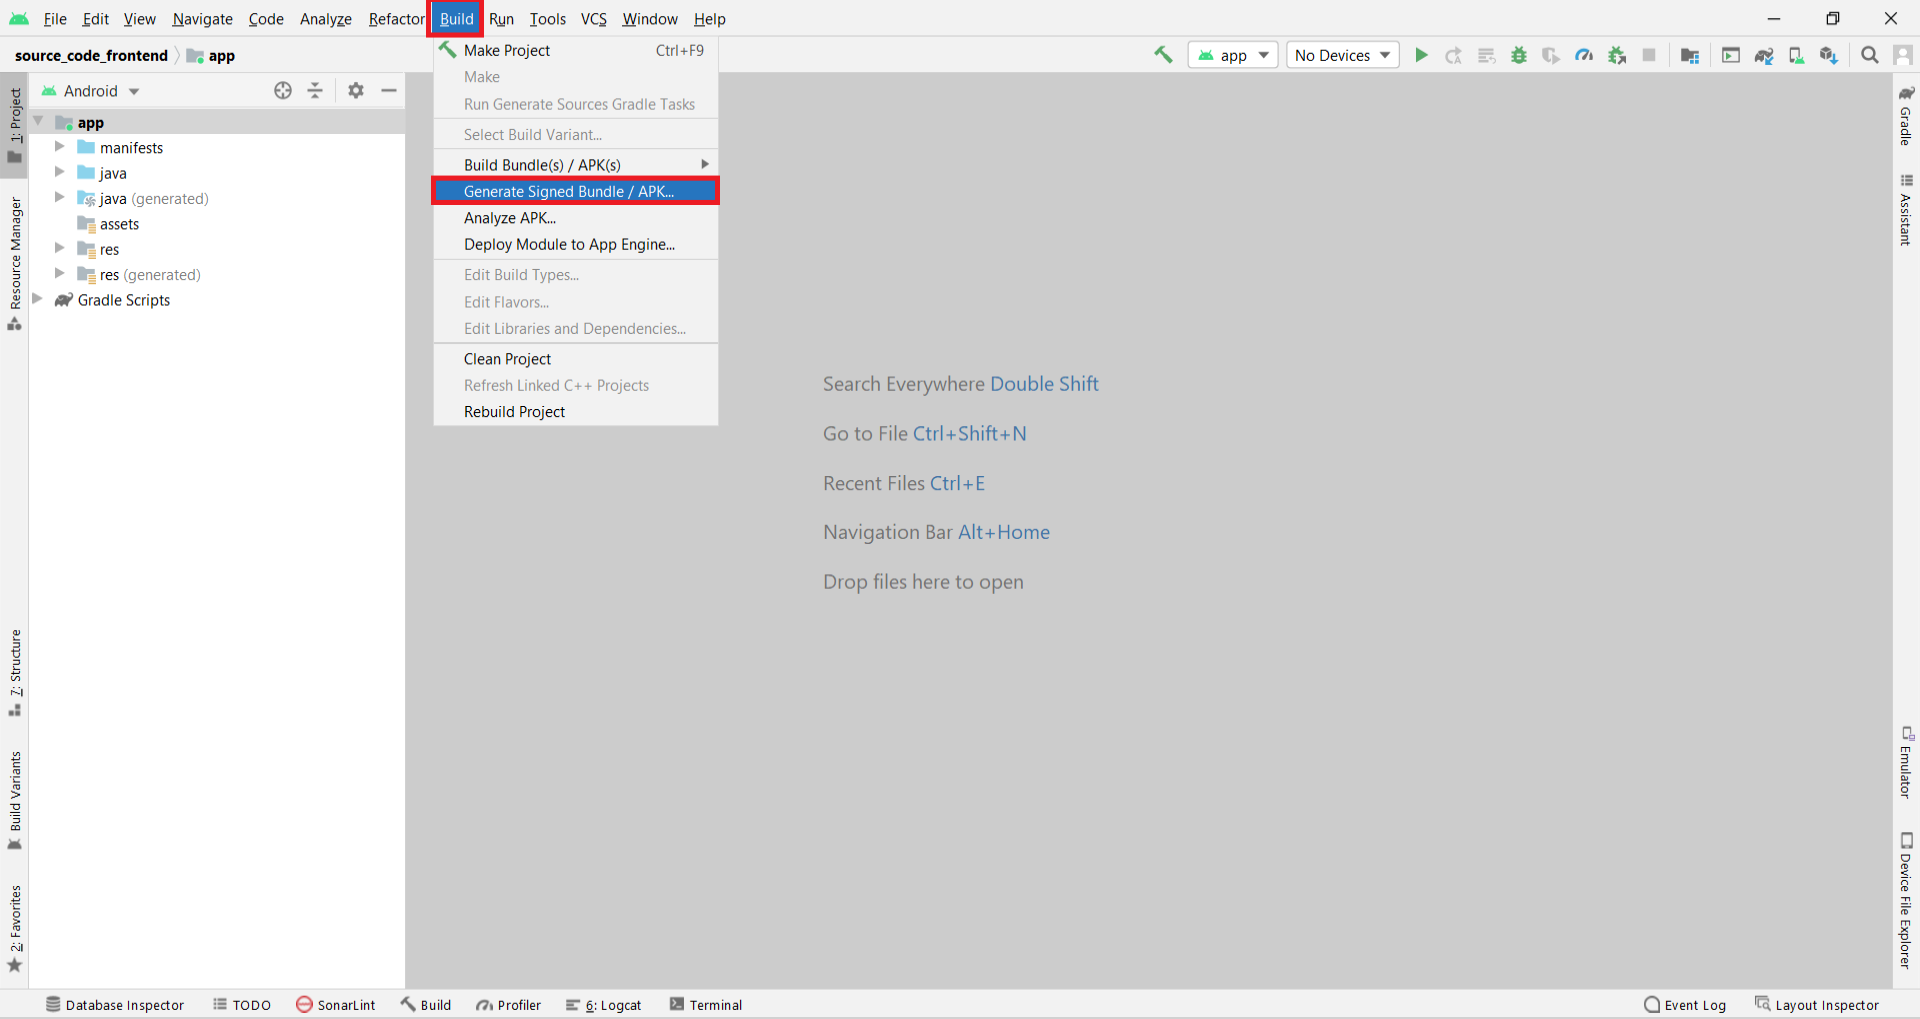 File Edit View Navigate Code Analyze Refactor Build Run Tools VCS Window Help
source_code_frontend app
app No Devices
1: Project
Resource Manager
7: Structure
Build Variants
2: Favorites
Android
app
manifests
java
java (generated)
assets
res
res (generated)
Gradle Scripts
Make Project Ctrl+F9
Make
Run Generate Sources Gradle Tasks
Select Build Variant...
Build Bundle(s) / APK(s)
Generate Signed Bundle / APK...
Analyze APK...
Deploy Module to App Engine...
Edit Build Types...
Edit Flavors...
Edit Libraries and Dependencies...
Clean Project
Refresh Linked C++ Projects
Rebuild Project
Search Everywhere Double Shift
Go to File Ctrl+Shift+N
Recent Files Ctrl+E
Navigation Bar Alt+Home
Drop files here to open
Gradle
Assistant
Emulator
Device File Explorer
Database Inspector TODO SonarLint Build Profiler 6: Logcat Terminal Event Log Layout Inspector